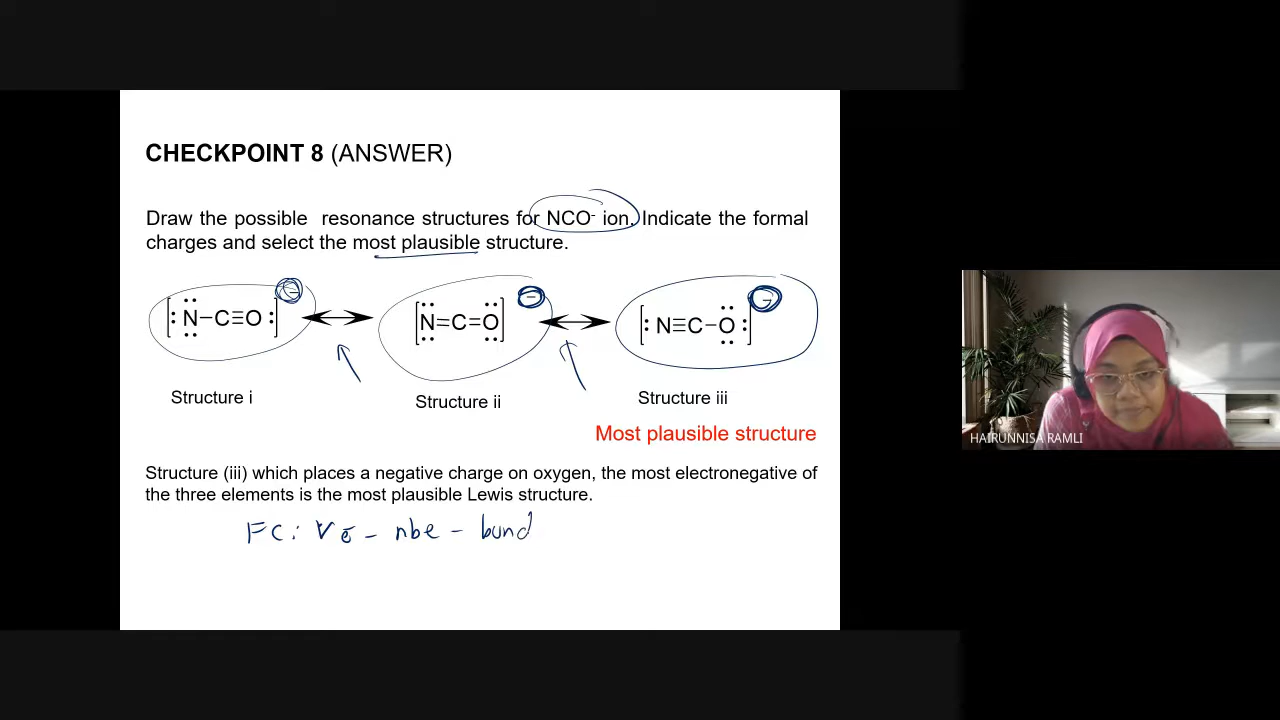 CHECKPOINT 8 (ANSWER)
Draw the possible resonance structures for NCO⁻ ion. Indicate the formal
charges and select the most plausible structure.
[:N̈–C≡O:]⁻ ↔ [N=C=O]⁻ ↔ [:N≡C–Ö:]⁻
Structure i Structure ii Structure iii
Most plausible structure
Structure (iii) which places a negative charge on oxygen, the most electronegative
of the three elements is the most plausible Lewis structure.
FC: Vē - nbe - bond
HAIRUNNISA RAMLI